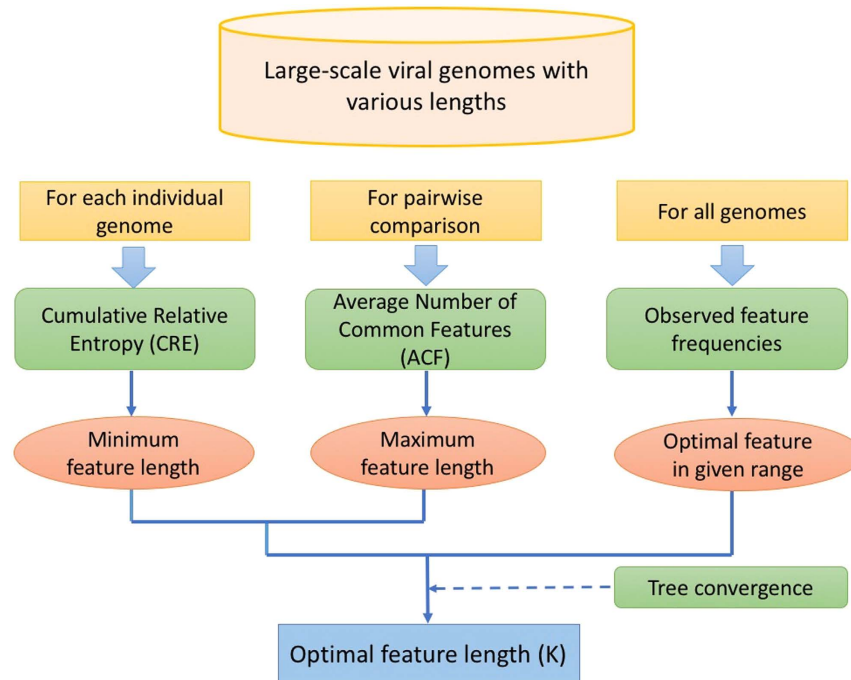 Large-scale viral genomes with
various lengths
For each individual
genome
For pairwise
comparison
For all genomes
Cumulative Relative
Entropy (CRE)
Average Number of
Common Features
(ACF)
Observed feature
frequencies
Minimum
feature length
Maximum
feature length
Optimal feature
in given range
Tree convergence
Optimal feature length (K)